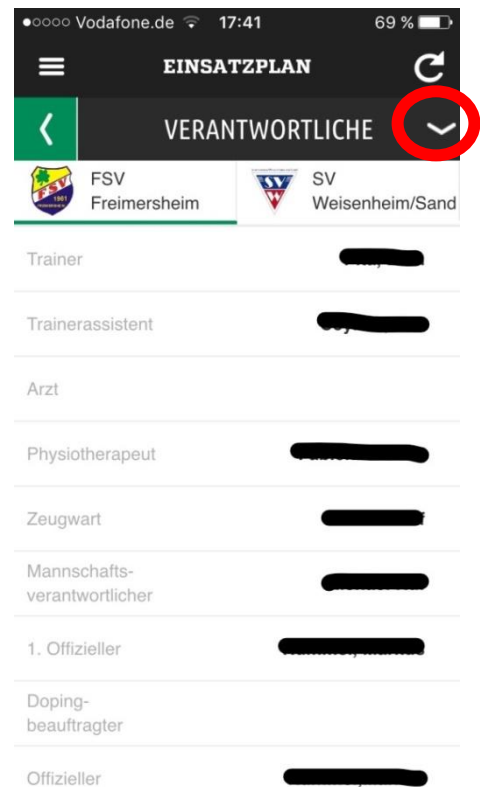 Vodafone.de 17:41 69 %
EINSATZPLAN
VERANTWORTLICHE
FSV
Freimersheim
SV
Weisenheim/Sand
Trainer
Trainerassistent
Arzt
Physiotherapeut
Zeugwart
Mannschafts-
verantwortlicher
1. Offizieller
Doping-
beauftragter
Offizieller